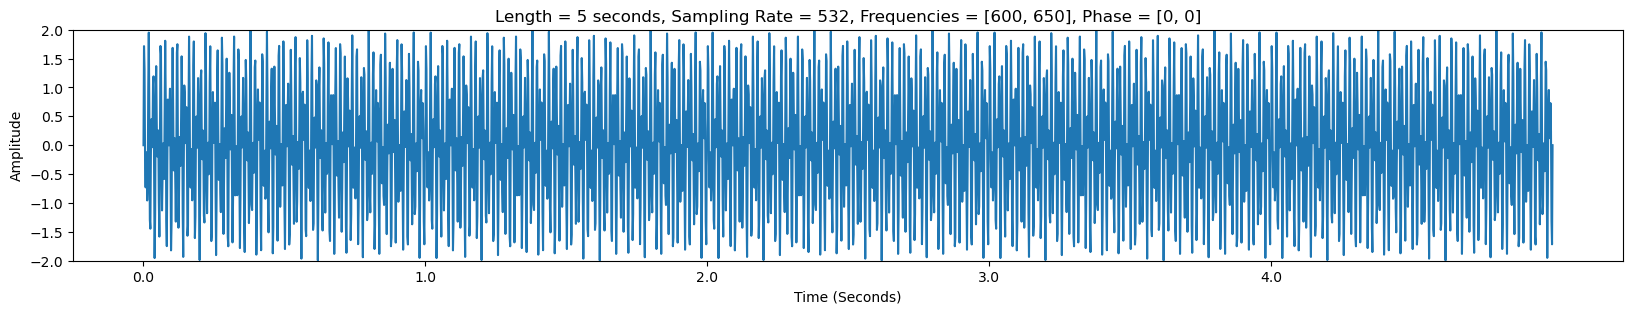 Length = 5 seconds, Sampling Rate = 532, Frequencies = [600, 650], Phase = [0, 0]
2.0
1.5
1.0
0.5
0.0
−0.5
−1.0
−1.5
−2.0
Amplitude
0.0 1.0 2.0 3.0 4.0
Time (Seconds)